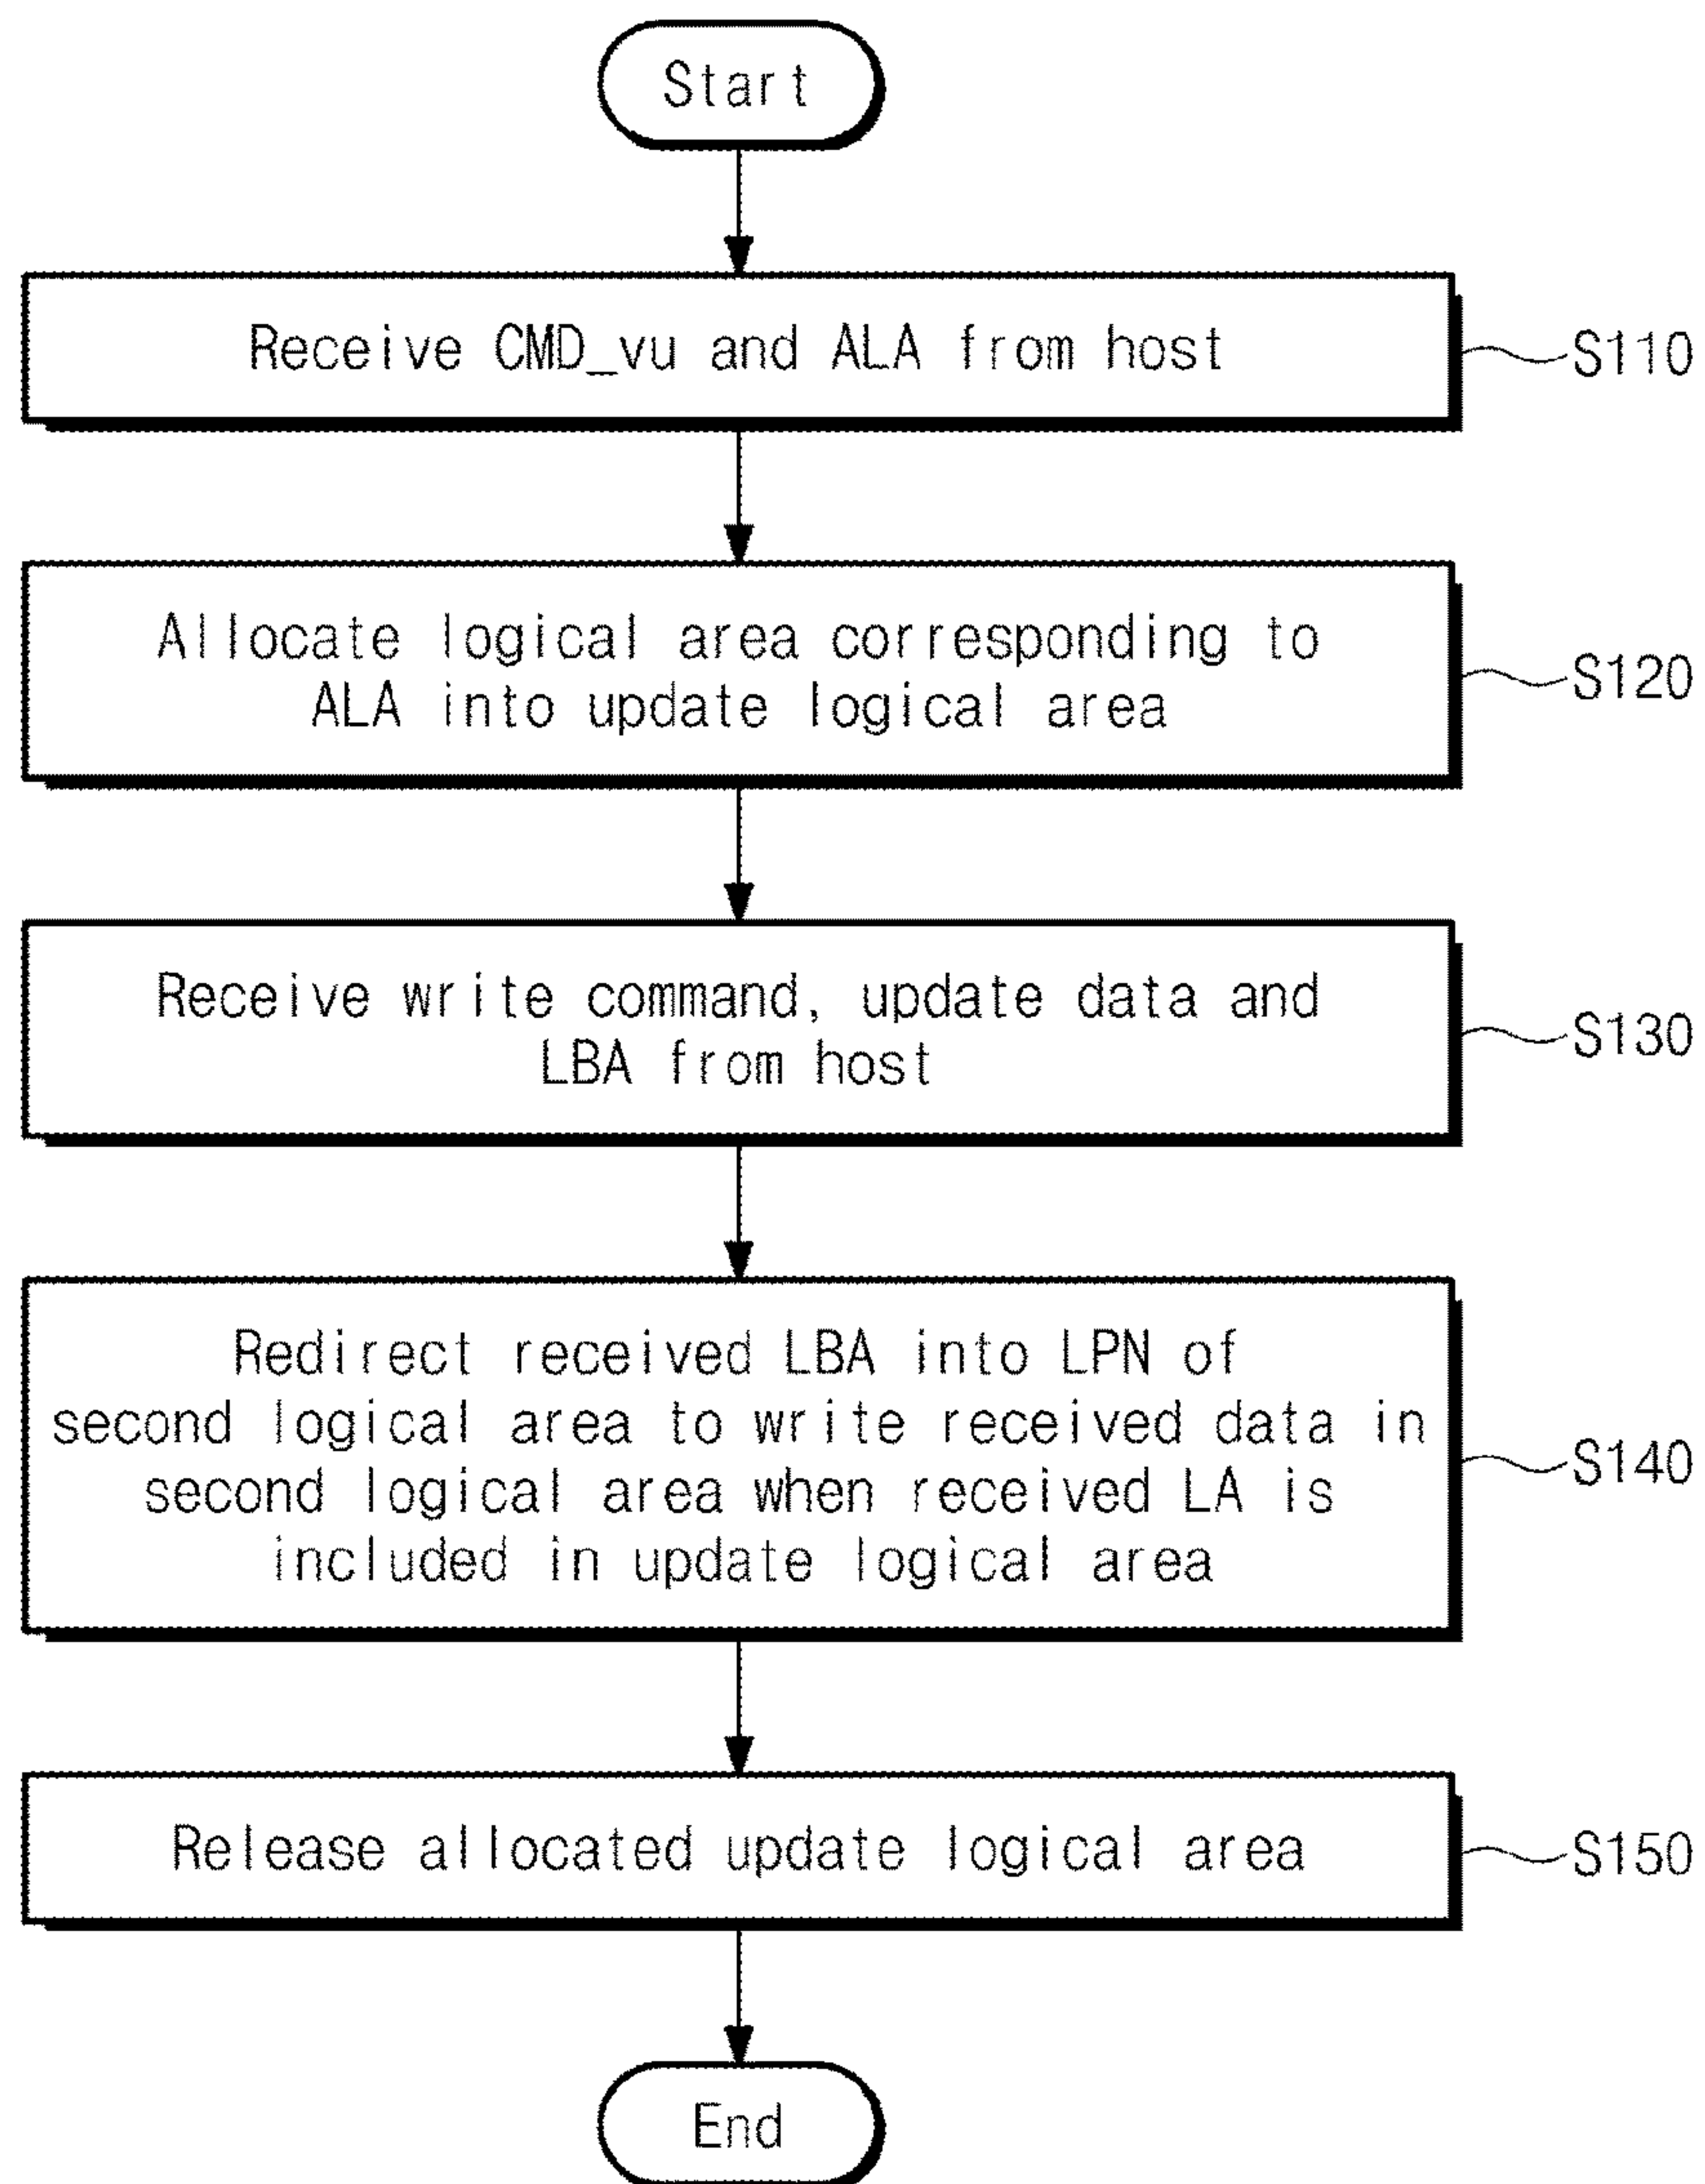 Start
Receive CMD_vu and ALA from host
S110
Allocate logical area corresponding to
ALA into update logical area
S120
Receive write command, update data and
LBA from host
S130
Redirect received LBA into LPN of
second logical area to write received data in
second logical area when received LA is
included in update logical area
S140
Release allocated update logical area
S150
End